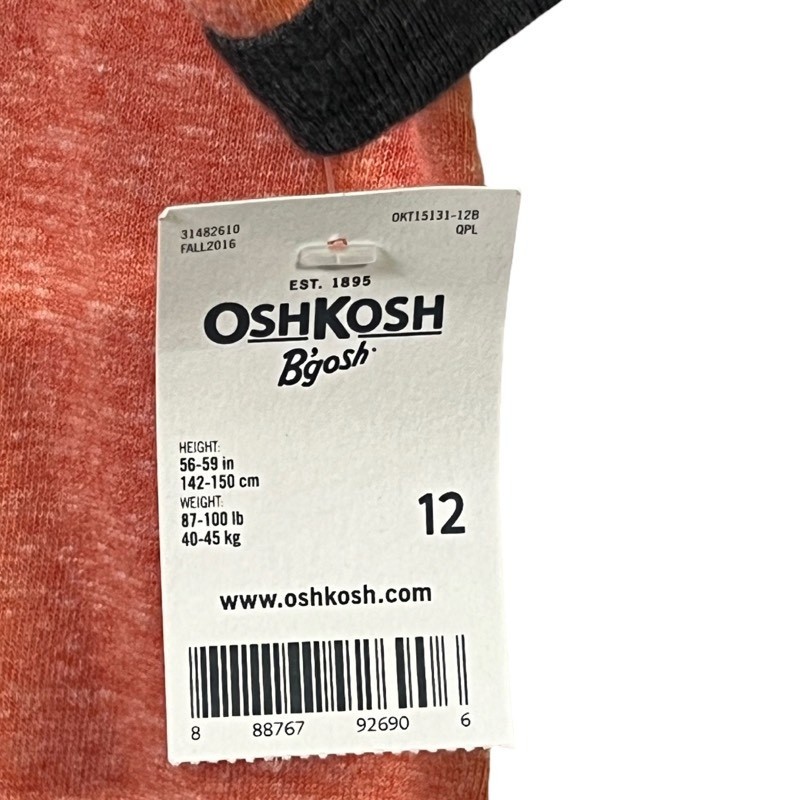 31482610
FALL2016
OKT15131-12B
QPL
EST. 1895
OSHKOSH
B'gosh
HEIGHT:
56-59 in
142-150 cm
WEIGHT:
87-100 lb
40-45 kg
12
www.oshkosh.com
8 88767 92690 6